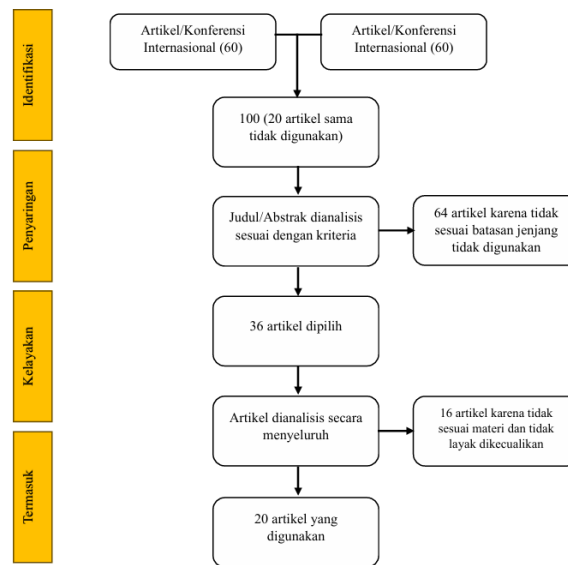 Identifikasi
Artikel/Konferensi
Internasional (60)
Artikel/Konferensi
Internasional (60)
100 (20 artikel sama
tidak digunakan)
Penyaringan
Judul/Abstrak dianalisis
sesuai dengan kriteria
64 artikel karena tidak
sesuai batasan jenjang
tidak digunakan
Kelayakan
36 artikel dipilih
Artikel dianalisis secara
menyeluruh
16 artikel karena tidak
sesuai materi dan tidak
layak dikecualikan
Termasuk
20 artikel yang
digunakan